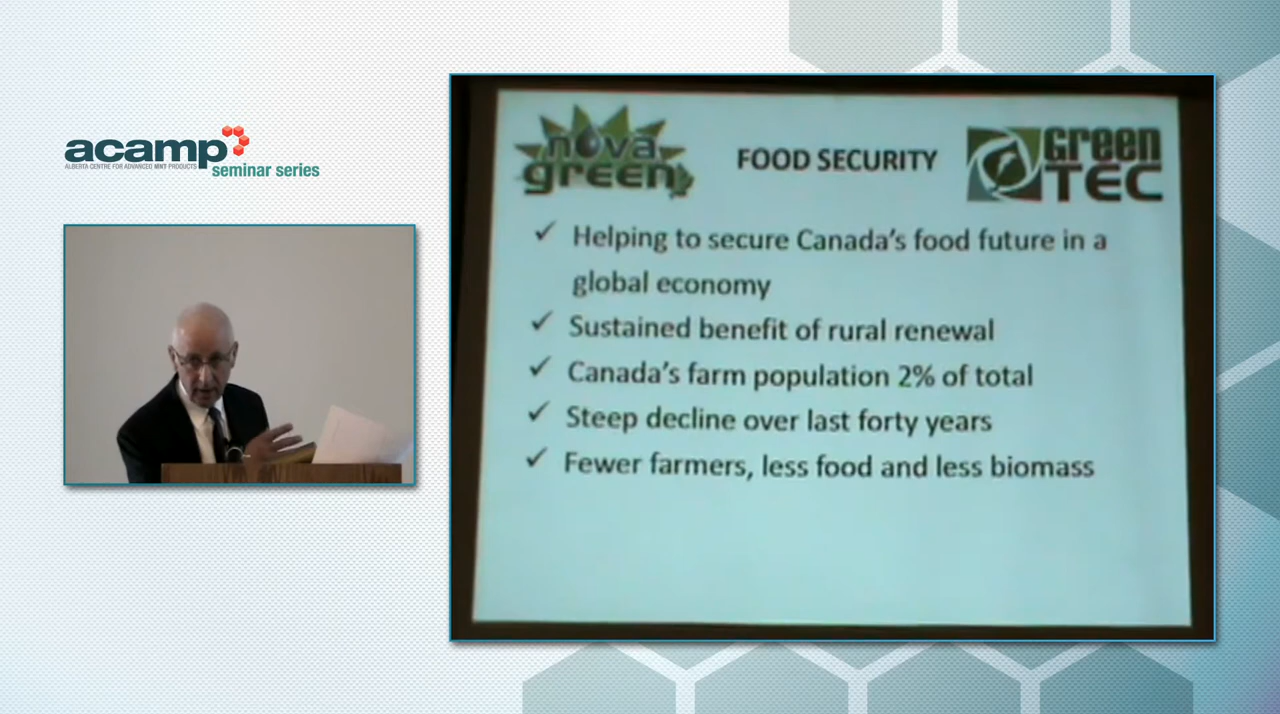 acamp
ALBERTA CENTRE FOR ADVANCED MNT PRODUCTS
seminar series
nova
green
FOOD SECURITY
Green
TEC
✓ Helping to secure Canada's food future in a
global economy
✓ Sustained benefit of rural renewal
✓ Canada's farm population 2% of total
✓ Steep decline over last forty years
✓ Fewer farmers, less food and less biomass